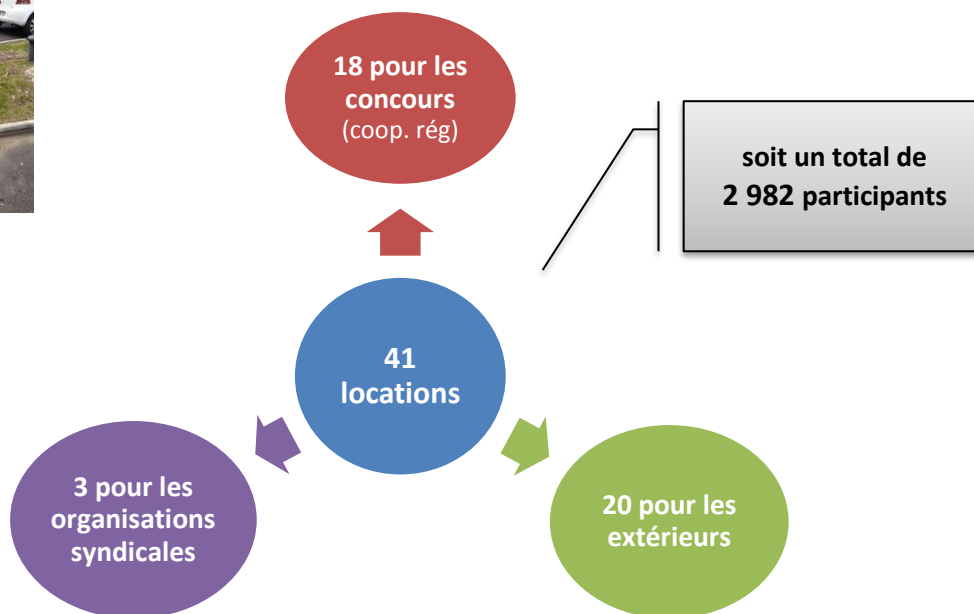 18 pour les
concours
(coop. rég)
soit un total de
2 982 participants
41
locations
3 pour les
organisations
syndicales
20 pour les
extérieurs